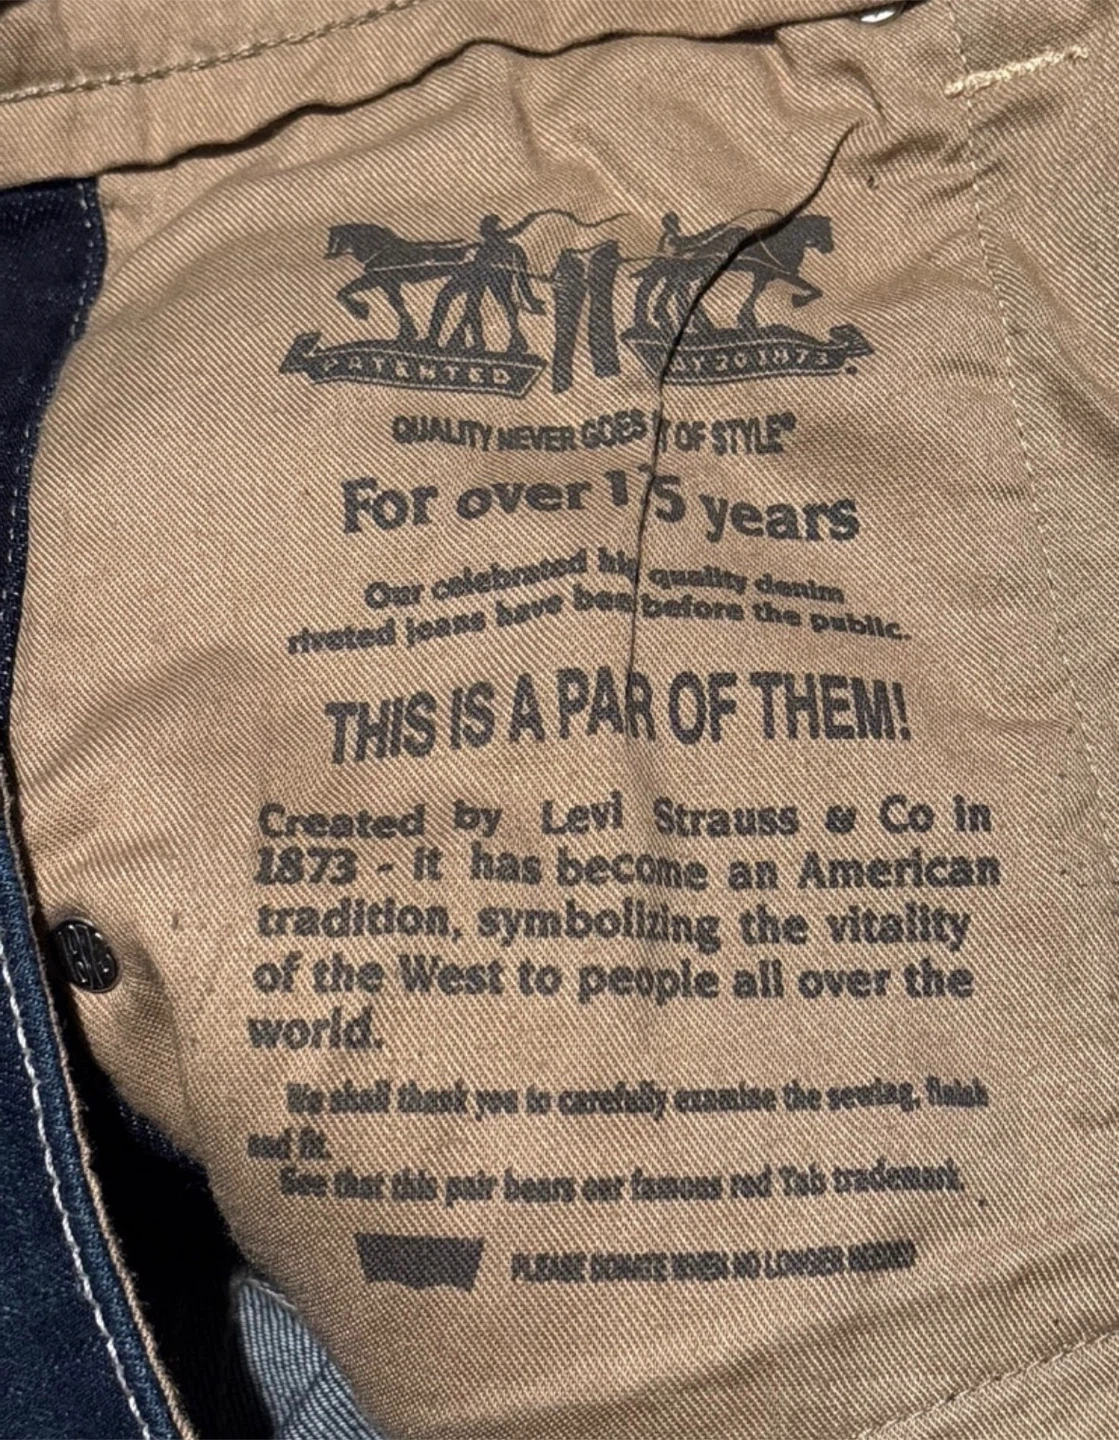 PATENTED
QUALITY NEVER GOES OF STYLE®
For over years
Our celebrated quality denim
riveted jeans have before the public.
THIS IS A PAR OF THEM!
Created by Levi Strauss & Co in
1873 - it has become an American
tradition, symbolizing the vitality
of the West to people all over the
world.
We shall thank you to carefully examine the sewing, finish
and fit.
See that this pair bears our famous red Tab trademark.
PLEASE DONATE WHEN NO LONGER NEEDED